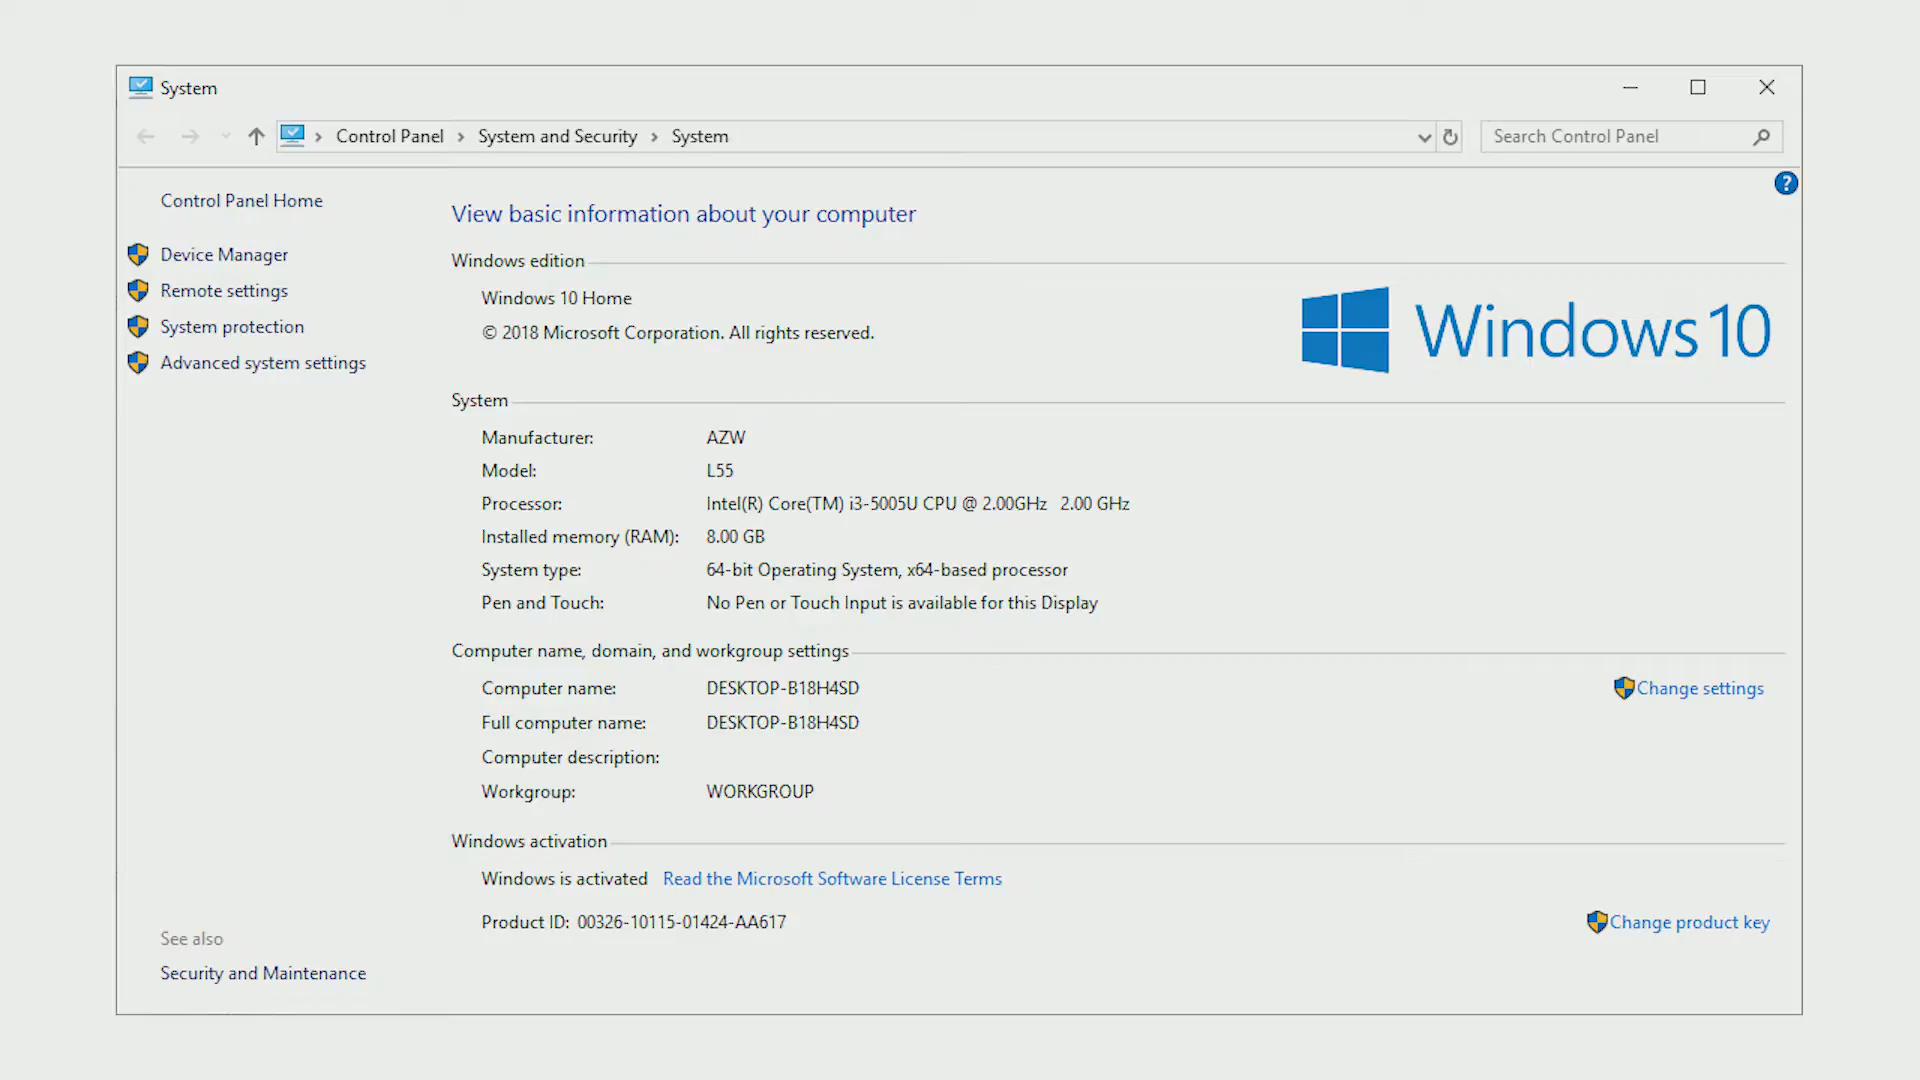 System
Control Panel > System and Security > System
Search Control Panel
?
Control Panel Home
Device Manager
Remote settings
System protection
Advanced system settings
View basic information about your computer
Windows edition
Windows 10 Home
© 2018 Microsoft Corporation. All rights reserved.
Windows 10
System
Manufacturer: AZW
Model: L55
Processor: Intel(R) Core(TM) i3-5005U CPU @ 2.00GHz 2.00 GHz
Installed memory (RAM): 8.00 GB
System type: 64-bit Operating System, x64-based processor
Pen and Touch: No Pen or Touch Input is available for this Display
Computer name, domain, and workgroup settings
Computer name: DESKTOP-B18H4SD
Change settings
Full computer name: DESKTOP-B18H4SD
Computer description:
Workgroup: WORKGROUP
Windows activation
Windows is activated Read the Microsoft Software License Terms
Product ID: 00326-10115-01424-AA617
Change product key
See also
Security and Maintenance